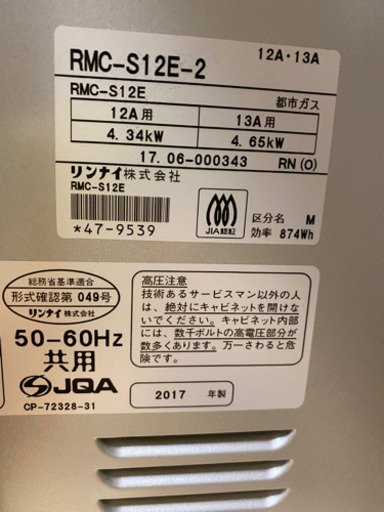 RMC-S12E-2
12A・13A
RMC-S12E
都市ガス
12A用 13A用
4.34kW 4.65kW
17.06-000343 RN(O)
リンナイ株式会社
RMC-S12E
*47-9539
JIA認証
区分名 M
効率 874Wh
総務省基準適合
形式確認第 049号
リンナイ株式会社
50-60Hz
共用
JQA
CP-72328-31
高圧注意
技術あるサービスマン以外の人
は、絶対にキャビネットを開けな
いでください。キャビネット内部
には、数千ボルトの高電圧部分が
数多くあります。万一さわると危
険です。
2017 年製